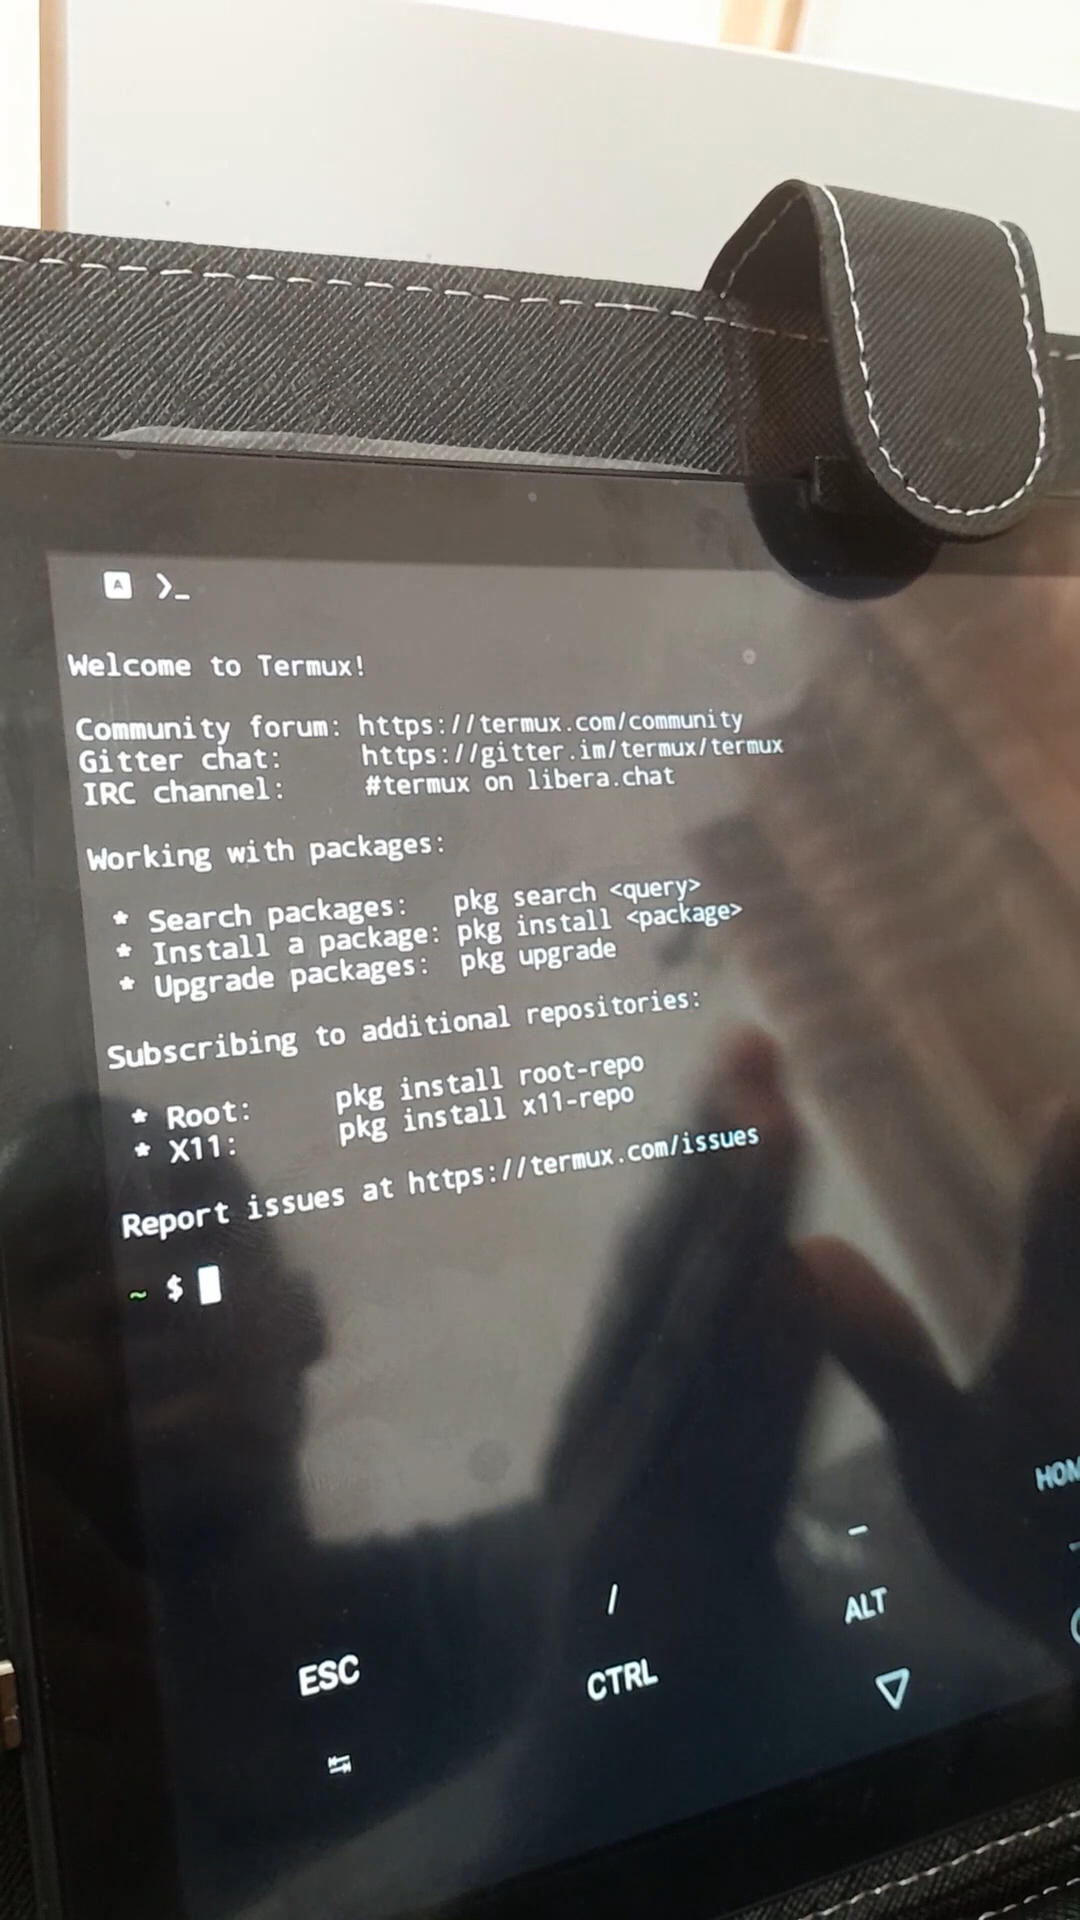 A >_
Welcome to Termux!
Community forum: https://termux.com/community
Gitter chat: https://gitter.im/termux/termux
IRC channel: #termux on libera.chat
Working with packages:
* Search packages: pkg search <query>
* Install a package: pkg install <package>
* Upgrade packages: pkg upgrade
Subscribing to additional repositories:
* Root: pkg install root-repo
* X11: pkg install x11-repo
Report issues at https://termux.com/issues
~ $
ESC / —
CTRL ALT